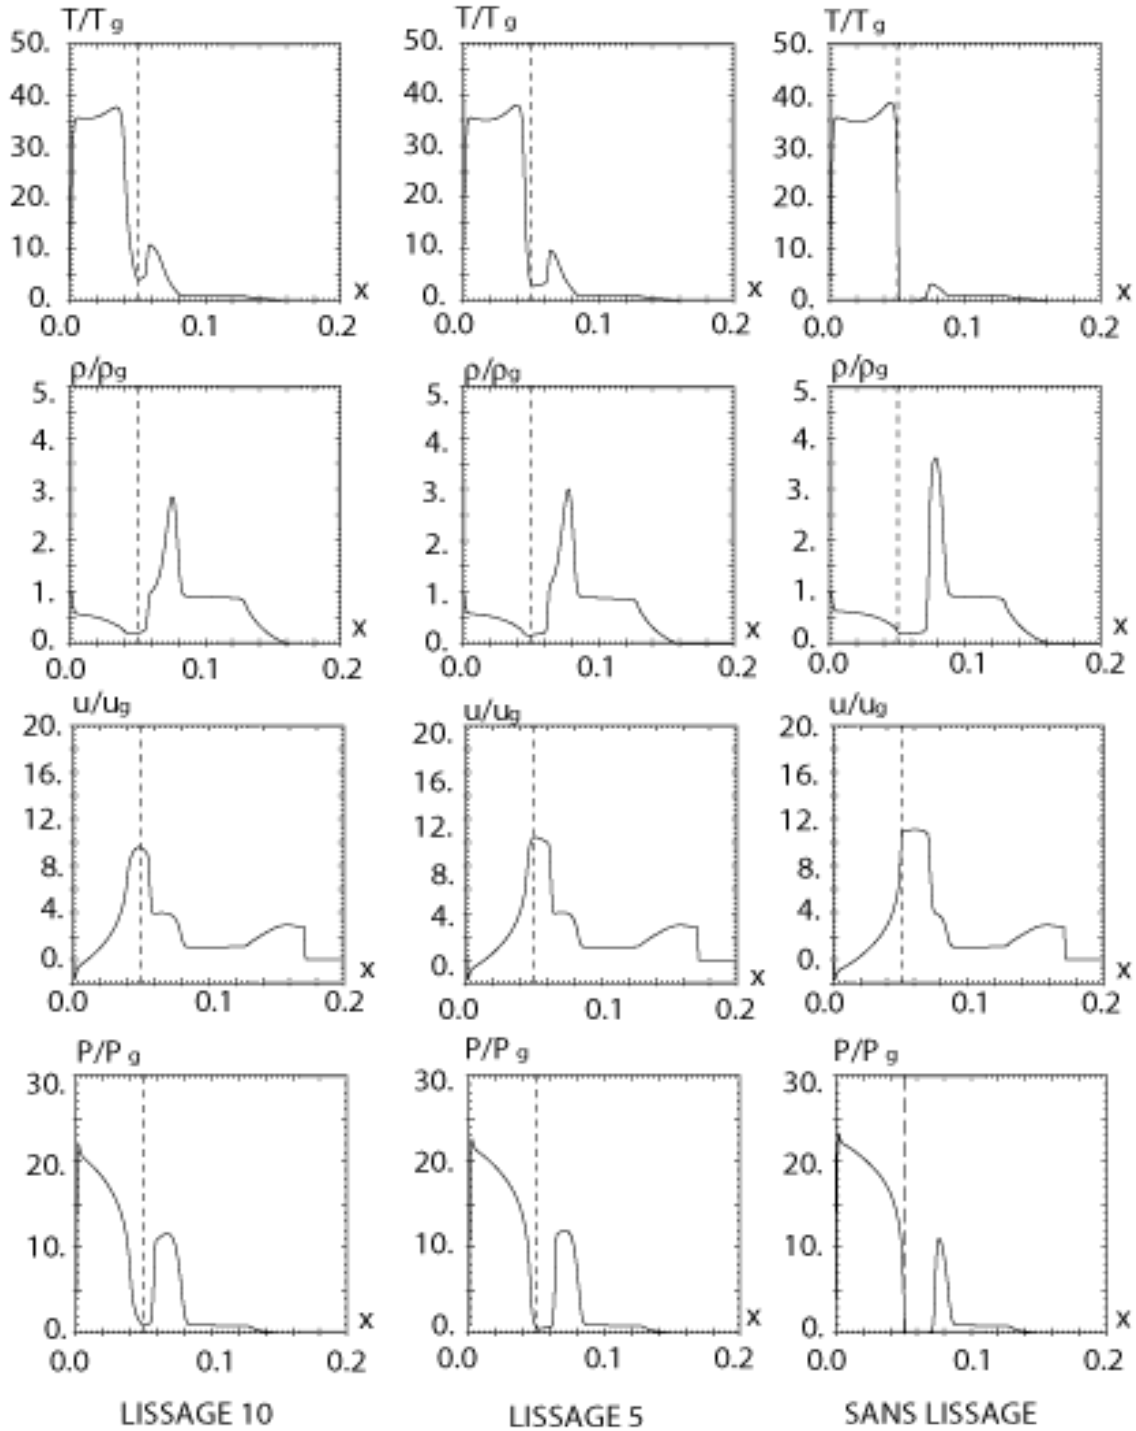 T/T g T/T g T/T g
50. 50. 50.
40. 40. 40.
30. 30. 30.
20. 20. 20.
10. 10. 10.
0. x 0. x 0. x
0.0 0.1 0.2 0.0 0.1 0.2 0.0 0.1 0.2
ρ/ρg ρ/ρg ρ/ρg
5. 5. 5.
4. 4. 4.
3. 3. 3.
2. 2. 2.
1. 1. 1.
0. x 0. x 0. x
0.0 0.1 0.2 0.0 0.1 0.2 0.0 0.1 0.2
u/ug u/ug u/ug
20. 20. 20.
16. 16. 16.
12. 12. 12.
8. 8. 8.
4. 4. 4.
0. x 0. x 0. x
0.0 0.1 0.2 0.0 0.1 0.2 0.0 0.1 0.2
P/P g P/P g P/P g
30. 30. 30.
20. 20. 20.
10. 10. 10.
0. x 0. x 0. x
0.0 0.1 0.2 0.0 0.1 0.2 0.0 0.1 0.2
LISSAGE 10 LISSAGE 5 SANS LISSAGE